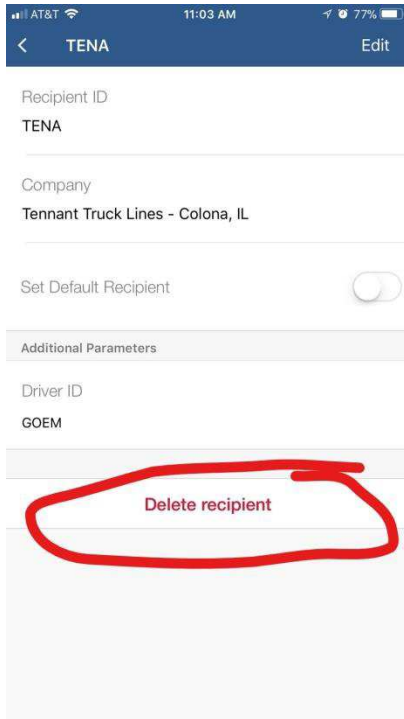 AT&T 11:03 AM 77%
TENA Edit
Recipient ID
TENA
Company
Tennant Truck Lines - Colona, IL
Set Default Recipient
Additional Parameters
Driver ID
GOEM
Delete recipient